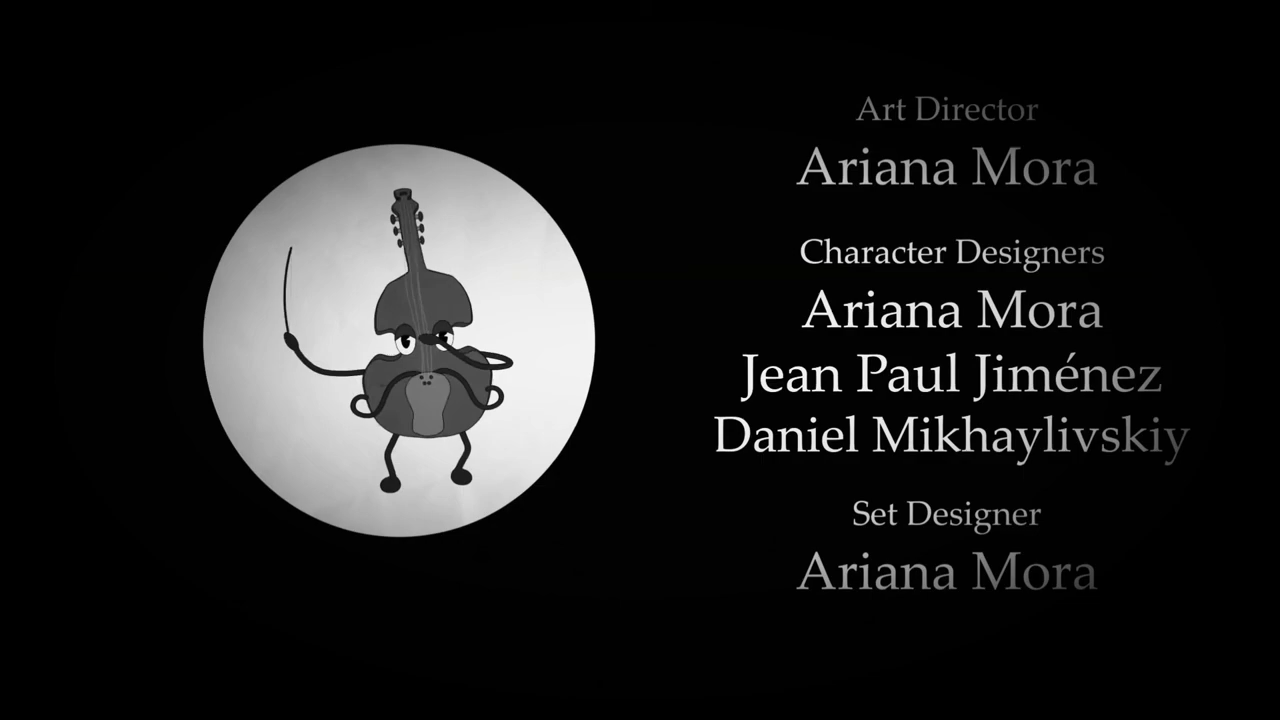 Art Director
Ariana Mora
Character Designers
Ariana Mora
Jean Paul Jiménez
Daniel Mikhaylivskiy
Set Designer
Ariana Mora